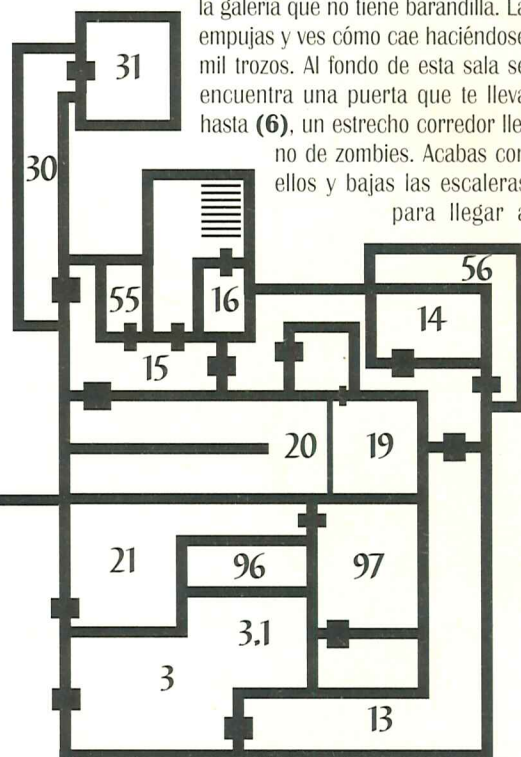 la galería que no tiene barandilla. La
empujas y ves cómo cae haciéndose
mil trozos. Al fondo de esta sala se
encuentra una puerta que te lleva
hasta (6), un estrecho corredor lle
no de zombies. Acabas con
ellos y bajas las escaleras
para llegar a
31
30
56
55
16
14
15
20
19
21
96
97
3.1
3
13